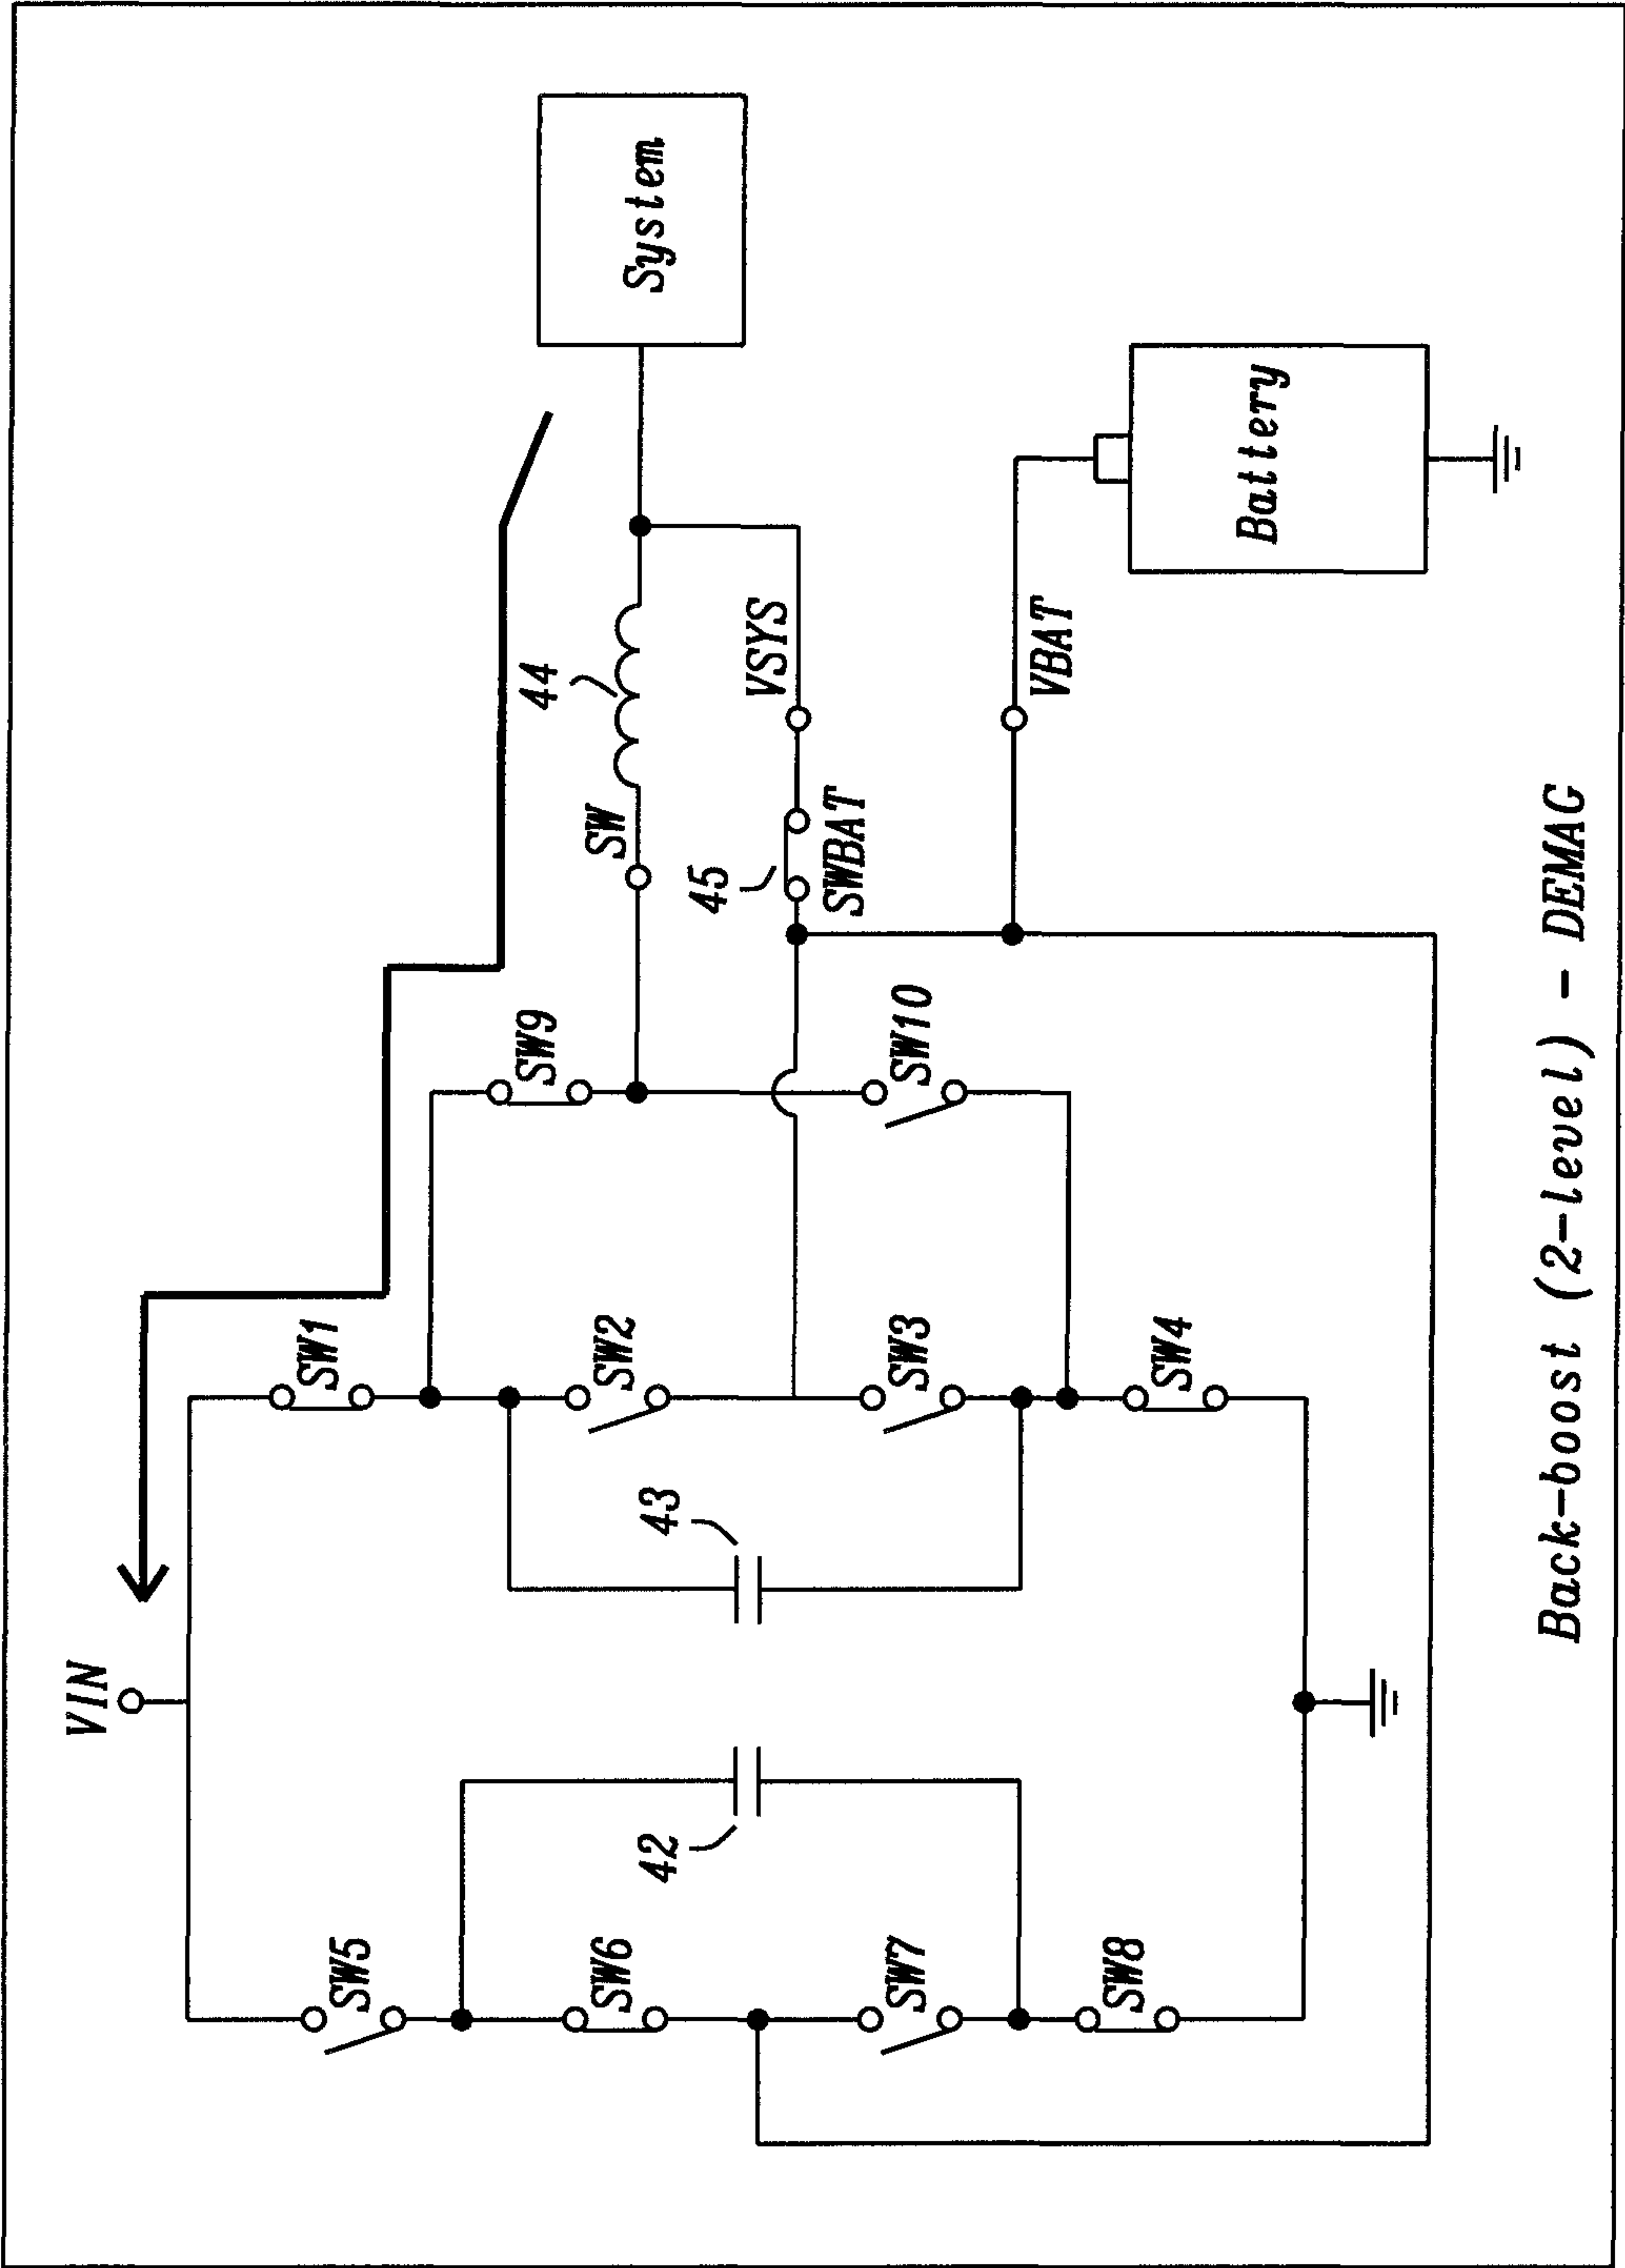 VIN
SW5
SW6
SW7
SW8
42
43
SW1
SW2
SW3
SW4
SW9
SW10
SW
44
45
SWBAT
VSYS
VBAT
System
Battery
Back-boost (2-level) - DEMAG